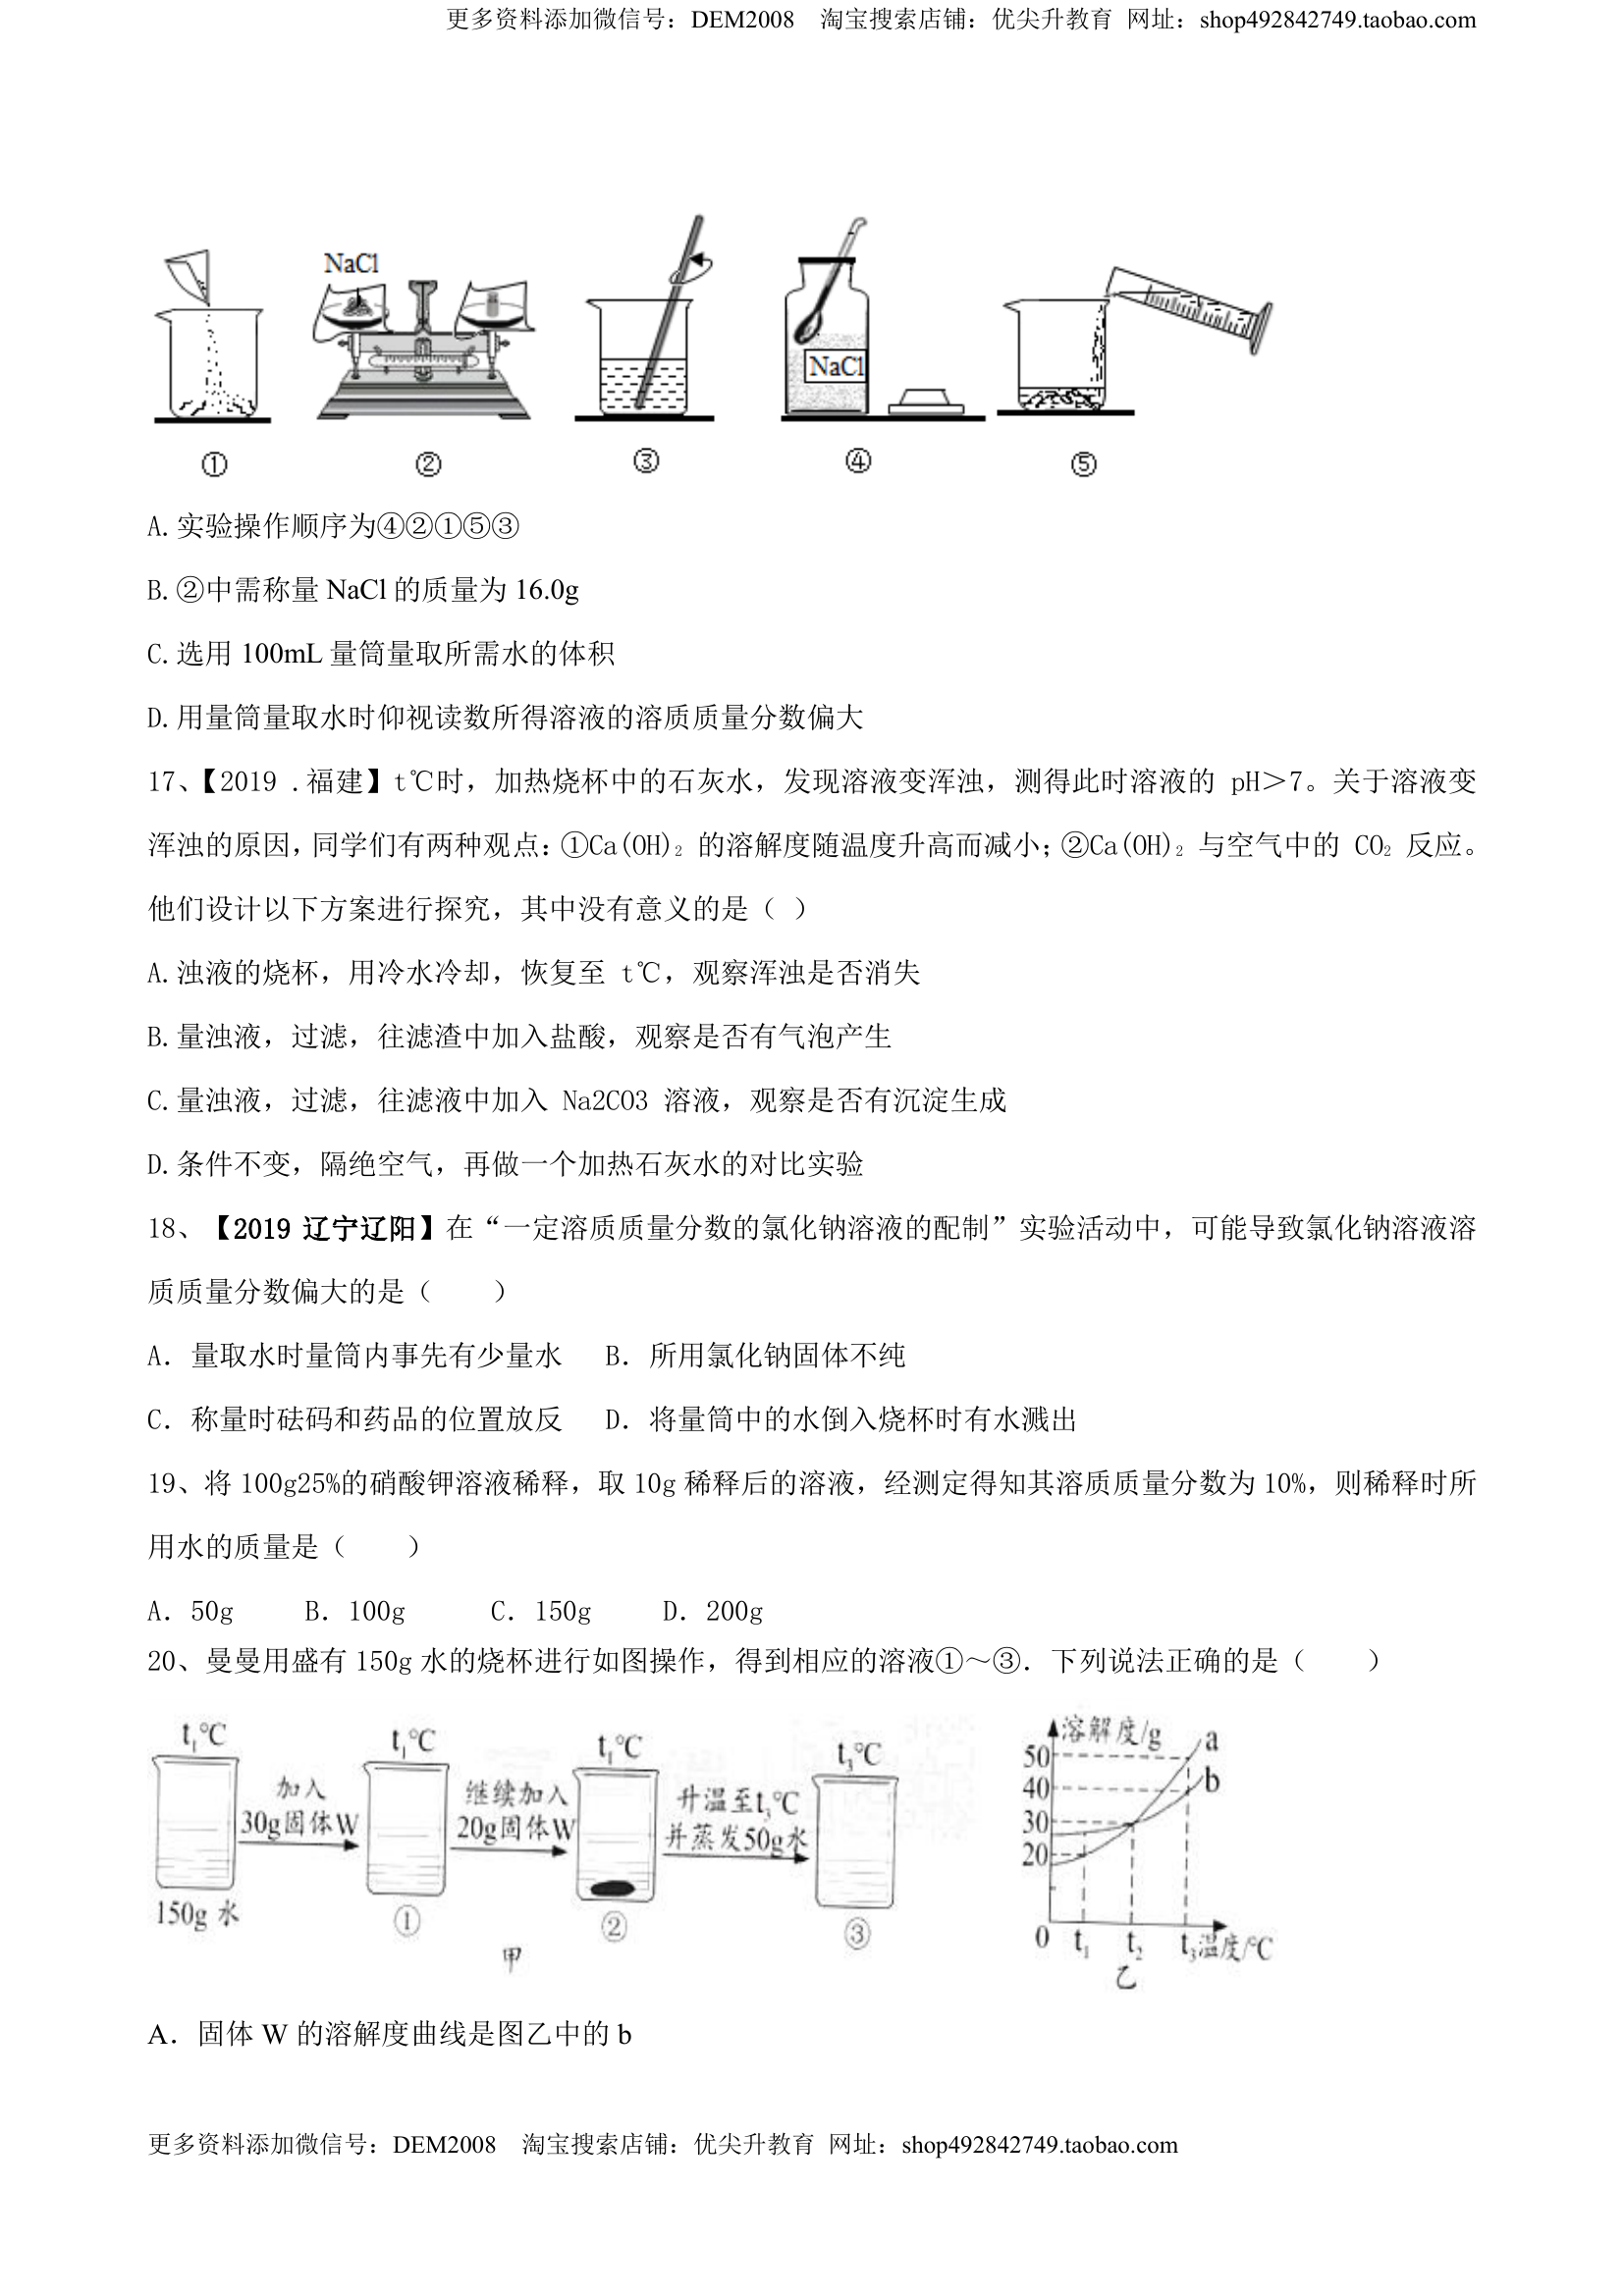 更多资料添加微信号：DEM2008 淘宝搜索店铺：优尖升教育 网址：shop492842749.taobao.com
NaCl
NaCl
① ② ③ ④ ⑤
A.实验操作顺序为④②①⑤③
B.②中需称量 NaCl 的质量为 16.0g
C.选用 100mL 量筒量取所需水的体积
D.用量筒量取水时仰视读数所得溶液的溶质质量分数偏大
17、【2019 .福建】t℃时，加热烧杯中的石灰水，发现溶液变浑浊，测得此时溶液的 pH＞7。关于溶液变
浑浊的原因，同学们有两种观点：①Ca(OH)₂ 的溶解度随温度升高而减小；②Ca(OH)₂ 与空气中的 CO₂ 反应。
他们设计以下方案进行探究，其中没有意义的是（ ）
A.浊液的烧杯，用冷水冷却，恢复至 t℃，观察浑浊是否消失
B.量浊液，过滤，往滤渣中加入盐酸，观察是否有气泡产生
C.量浊液，过滤，往滤液中加入 Na2CO3 溶液，观察是否有沉淀生成
D.条件不变，隔绝空气，再做一个加热石灰水的对比实验
18、【2019 辽宁辽阳】在“一定溶质质量分数的氯化钠溶液的配制”实验活动中，可能导致氯化钠溶液溶
质质量分数偏大的是（　　）
A．量取水时量筒内事先有少量水 B．所用氯化钠固体不纯
C．称量时砝码和药品的位置放反 D．将量筒中的水倒入烧杯时有水溅出
19、将 100g25%的硝酸钾溶液稀释，取 10g 稀释后的溶液，经测定得知其溶质质量分数为 10%，则稀释时所
用水的质量是（　　）
A．50g B．100g C．150g D．200g
20、曼曼用盛有 150g 水的烧杯进行如图操作，得到相应的溶液①～③．下列说法正确的是（　　）
t₁℃ t₁℃ t₁℃ t₃℃
加入
30g固体W
继续加入
20g固体W
升温至t₃℃
并蒸发50g水
150g 水 ① ② ③
甲
溶解度/g
a
b
50
40
30
20
0 t₁ t₂ t₃ 温度/℃
乙
A．固体 W 的溶解度曲线是图乙中的 b
更多资料添加微信号：DEM2008 淘宝搜索店铺：优尖升教育 网址：shop492842749.taobao.com